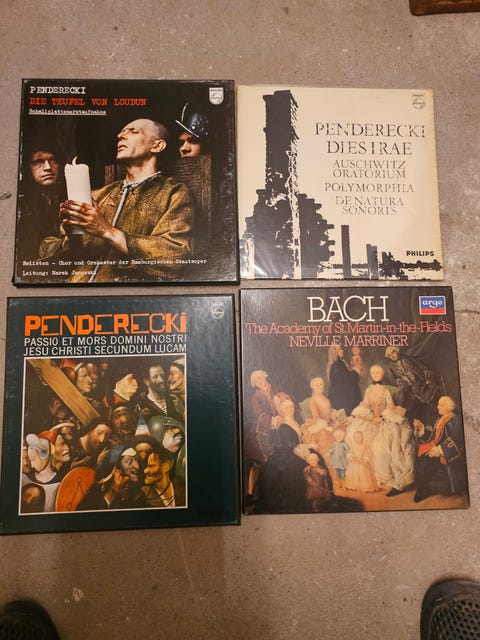 PENDERECKI
DIE TEUFEL VON LOUDUN
Schallplattenerstaufnahme
PHILIPS
Solisten - Chor und Orchester der Hamburgischen Staatsoper
Leitung: Marek Janowski
PHILIPS
PENDERECKI
DIES IRAE
AUSCHWITZ
ORATORIUM
POLYMORPHIA
DE NATURA
SONORIS
PHILIPS
PENDERECKi
PASSIO ET MORS DOMINI NOSTRI
JESU CHRISTI SECUNDUM LUCAM
BACH
argo
The Academy of St. Martin-in-the-Fields
NEVILLE MARRINER